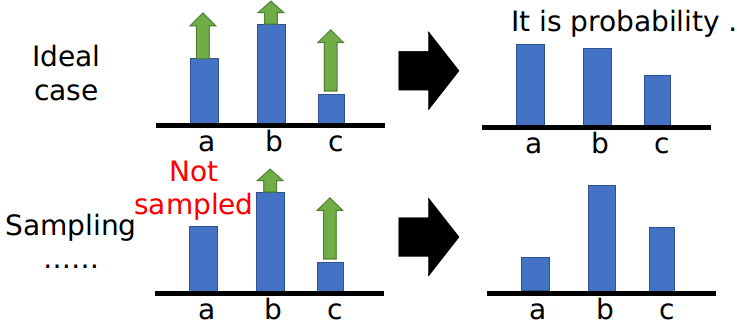 It is probability .
Ideal
case
a b c
a b c
Not
sampled
Sampling
……
a b c
a b c